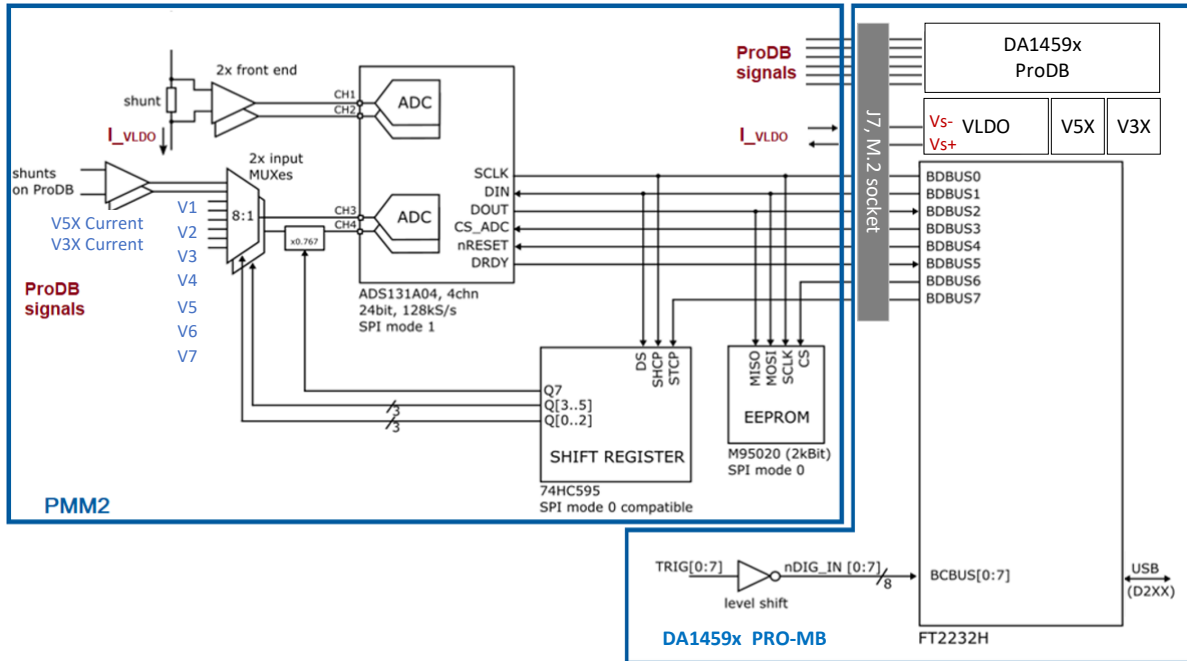 2x front end
shunt
I_VLDO
CH1
CH2
ADC
shunts
on ProDB
2x input
MUXes
8:1
V5X Current
V3X Current
V1
V2
V3
V4
V5
V6
V7
ProDB
signals
CH3
CH4
x0.767
ADC
SCLK
DIN
DOUT
CS_ADC
nRESET
DRDY
ADS131A04, 4chn
24bit, 128kS/s
SPI mode 1
Q7
Q[3..5]
Q[0..2]
3
3
DS
SHCP
STCP
SHIFT REGISTER
74HC595
SPI mode 0 compatible
MISO
MOSI
SCLK
CS
EEPROM
M95020 (2kBit)
SPI mode 0
PMM2
ProDB
signals
I_VLDO
J7, M.2 socket
DA1459x
ProDB
Vs-
Vs+
VLDO
V5X
V3X
BDBUS0
BDBUS1
BDBUS2
BDBUS3
BDBUS4
BDBUS5
BDBUS6
BDBUS7
TRIG[0:7]
nDIG_IN [0:7]
8
level shift
BCBUS[0:7]
USB
(D2XX)
FT2232H
DA1459x PRO-MB